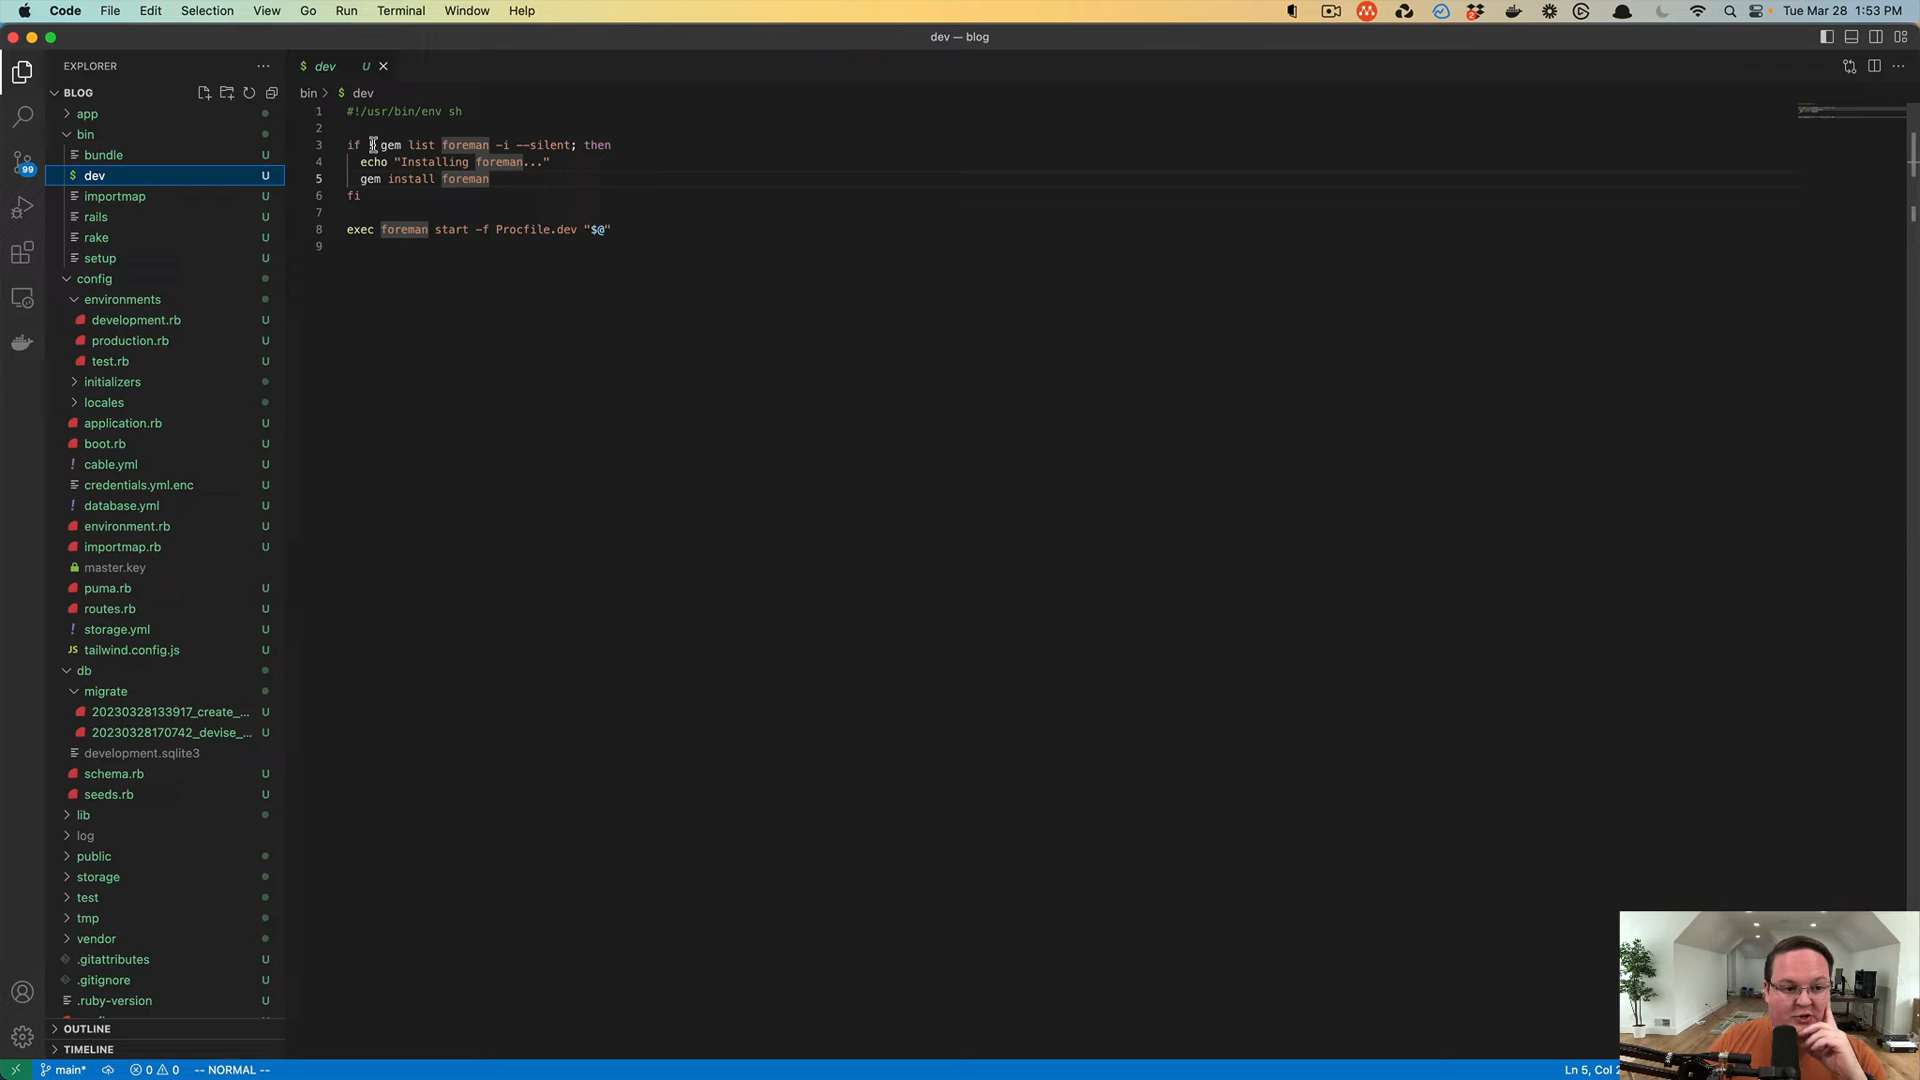 Code File Edit Selection View Go Run Terminal Window Help
Tue Mar 28 1:53 PM
dev — blog
EXPLORER
BLOG
app
bin
bundle U
$ dev U
importmap U
rails U
rake U
setup U
config
environments
development.rb U
production.rb U
test.rb U
initializers
locales
application.rb U
boot.rb U
! cable.yml U
credentials.yml.enc U
! database.yml U
environment.rb U
importmap.rb U
master.key
puma.rb U
routes.rb U
! storage.yml U
JS tailwind.config.js U
db
migrate
20230328133917_create_... U
20230328170742_devise_... U
development.sqlite3
schema.rb U
seeds.rb U
lib
log
public
storage
test
tmp
vendor
.gitattributes U
.gitignore U
.ruby-version U
OUTLINE
TIMELINE
99
$ dev U
bin > $ dev
1 #!/usr/bin/env sh
2
3 if ! gem list foreman -i --silent; then
4 echo "Installing foreman..."
5 gem install foreman
6 fi
7
8 exec foreman start -f Procfile.dev "$@"
9
main* 0 0 -- NORMAL --
Ln 5, Col